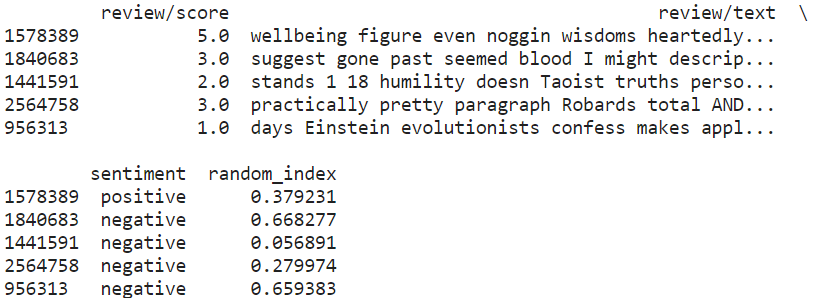 review/score review/text \
1578389 5.0 wellbeing figure even noggin wisdoms heartedly...
1840683 3.0 suggest gone past seemed blood I might descrip...
1441591 2.0 stands 1 18 humility doesn Taoist truths perso...
2564758 3.0 practically pretty paragraph Robards total AND...
956313 1.0 days Einstein evolutionists confess makes appl...
sentiment random_index
1578389 positive 0.379231
1840683 negative 0.668277
1441591 negative 0.056891
2564758 negative 0.279974
956313 negative 0.659383